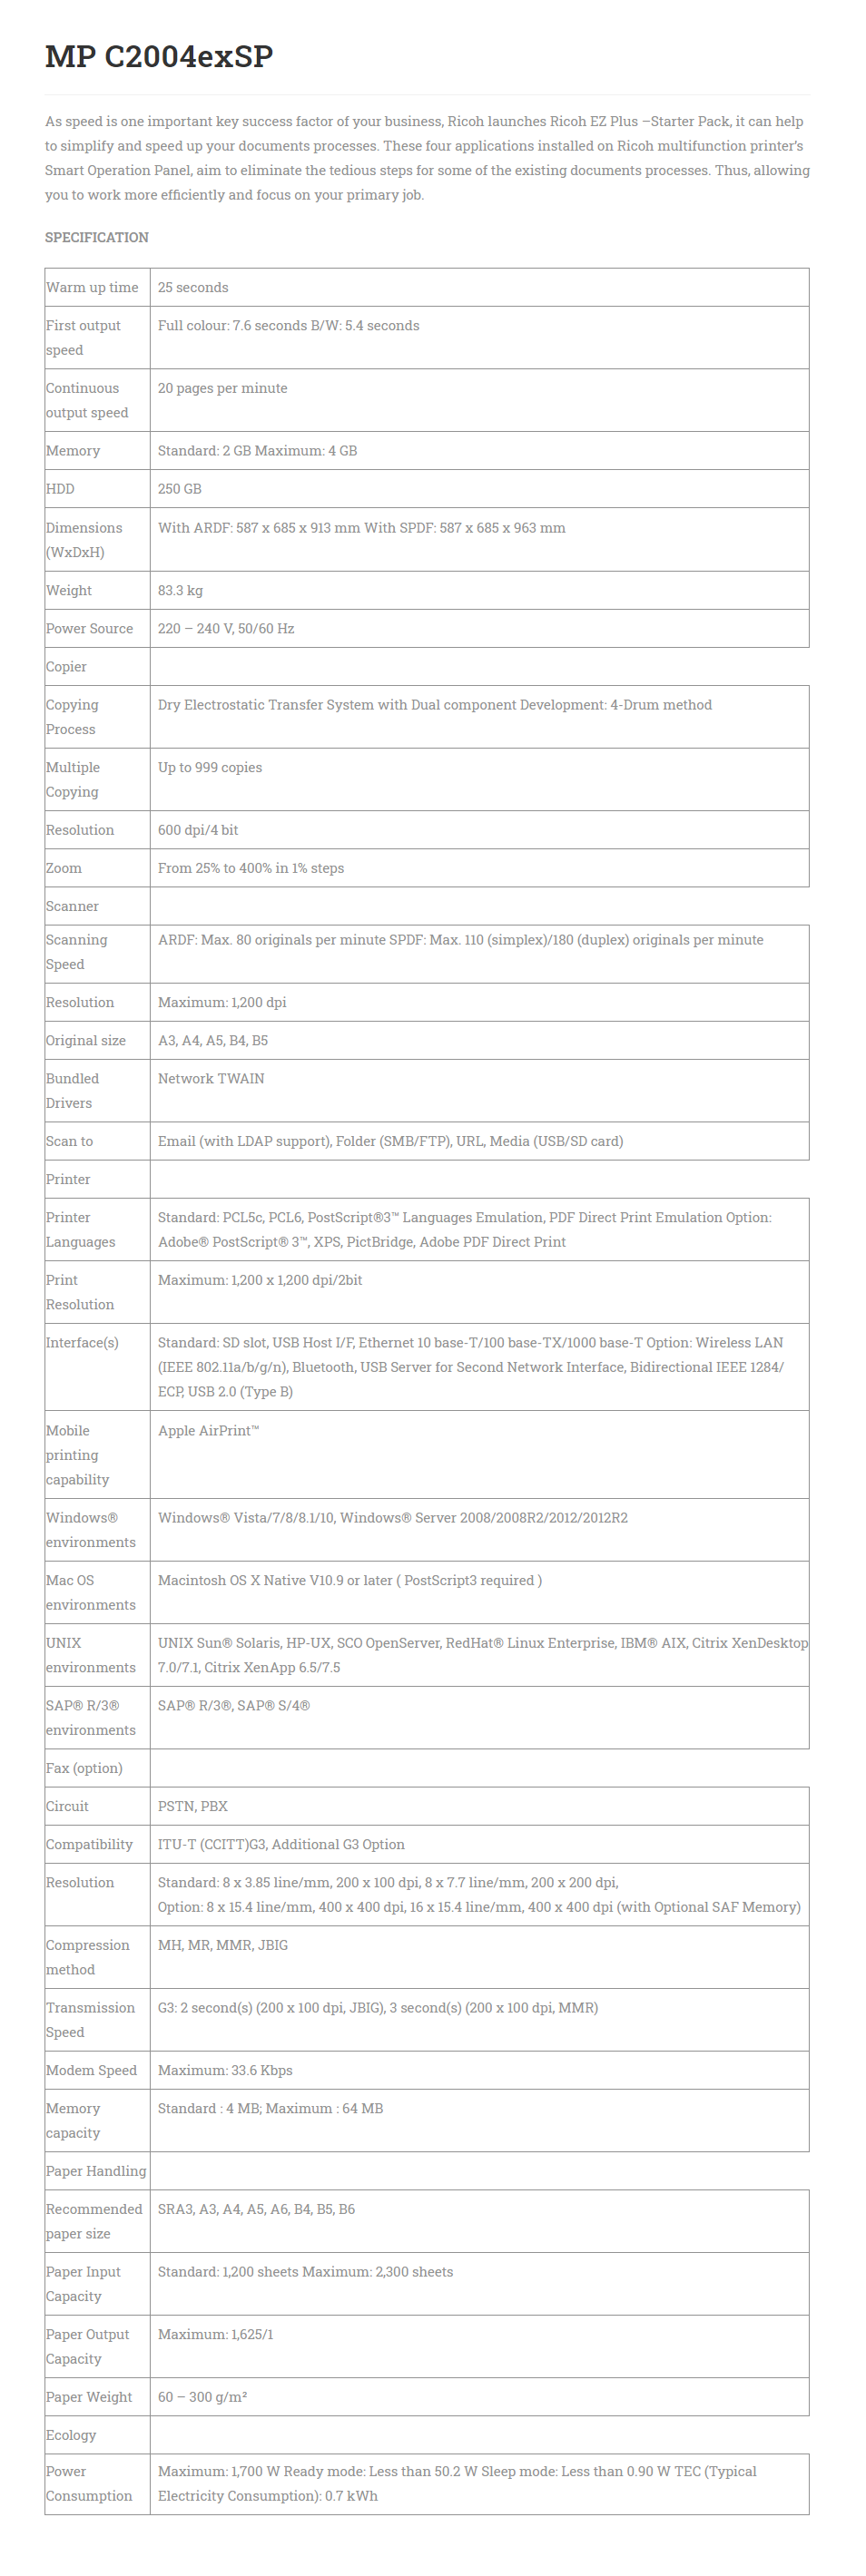 MP C2004exSP
As speed is one important key success factor of your business, Ricoh launches Ricoh EZ Plus –Starter Pack, it can help
to simplify and speed up your documents processes. These four applications installed on Ricoh multifunction printer's
Smart Operation Panel, aim to eliminate the tedious steps for some of the existing documents processes. Thus, allowing
you to work more efficiently and focus on your primary job.
SPECIFICATION
Warm up time 25 seconds
First output Full colour: 7.6 seconds B/W: 5.4 seconds
speed
Continuous 20 pages per minute
output speed
Memory Standard: 2 GB Maximum: 4 GB
HDD 250 GB
Dimensions With ARDF: 587 x 685 x 913 mm With SPDF: 587 x 685 x 963 mm
(WxDxH)
Weight 83.3 kg
Power Source 220 – 240 V, 50/60 Hz
Copier
Copying Dry Electrostatic Transfer System with Dual component Development: 4-Drum method
Process
Multiple Up to 999 copies
Copying
Resolution 600 dpi/4 bit
Zoom From 25% to 400% in 1% steps
Scanner
Scanning ARDF: Max. 80 originals per minute SPDF: Max. 110 (simplex)/180 (duplex) originals per minute
Speed
Resolution Maximum: 1,200 dpi
Original size A3, A4, A5, B4, B5
Bundled Network TWAIN
Drivers
Scan to Email (with LDAP support), Folder (SMB/FTP), URL, Media (USB/SD card)
Printer
Printer Standard: PCL5c, PCL6, PostScript®3™ Languages Emulation, PDF Direct Print Emulation Option:
Languages Adobe® PostScript® 3™, XPS, PictBridge, Adobe PDF Direct Print
Print Maximum: 1,200 x 1,200 dpi/2bit
Resolution
Interface(s) Standard: SD slot, USB Host I/F, Ethernet 10 base-T/100 base-TX/1000 base-T Option: Wireless LAN
(IEEE 802.11a/b/g/n), Bluetooth, USB Server for Second Network Interface, Bidirectional IEEE 1284/
ECP, USB 2.0 (Type B)
Mobile Apple AirPrint™
printing
capability
Windows® Windows® Vista/7/8/8.1/10, Windows® Server 2008/2008R2/2012/2012R2
environments
Mac OS Macintosh OS X Native V10.9 or later ( PostScript3 required )
environments
UNIX UNIX Sun® Solaris, HP-UX, SCO OpenServer, RedHat® Linux Enterprise, IBM® AIX, Citrix XenDesktop
environments 7.0/7.1, Citrix XenApp 6.5/7.5
SAP® R/3® SAP® R/3®, SAP® S/4®
environments
Fax (option)
Circuit PSTN, PBX
Compatibility ITU-T (CCITT)G3, Additional G3 Option
Resolution Standard: 8 x 3.85 line/mm, 200 x 100 dpi, 8 x 7.7 line/mm, 200 x 200 dpi,
Option: 8 x 15.4 line/mm, 400 x 400 dpi, 16 x 15.4 line/mm, 400 x 400 dpi (with Optional SAF Memory)
Compression MH, MR, MMR, JBIG
method
Transmission G3: 2 second(s) (200 x 100 dpi, JBIG), 3 second(s) (200 x 100 dpi, MMR)
Speed
Modem Speed Maximum: 33.6 Kbps
Memory Standard : 4 MB; Maximum : 64 MB
capacity
Paper Handling
Recommended SRA3, A3, A4, A5, A6, B4, B5, B6
paper size
Paper Input Standard: 1,200 sheets Maximum: 2,300 sheets
Capacity
Paper Output Maximum: 1,625/1
Capacity
Paper Weight 60 – 300 g/m²
Ecology
Power Maximum: 1,700 W Ready mode: Less than 50.2 W Sleep mode: Less than 0.90 W TEC (Typical
Consumption Electricity Consumption): 0.7 kWh